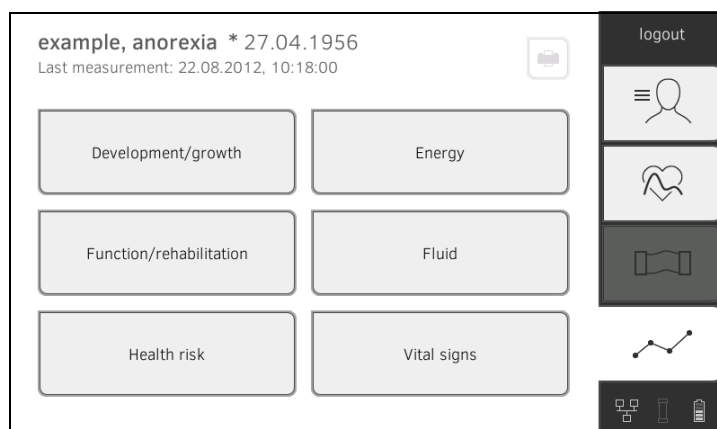 example, anorexia * 27.04.1956
Last measurement: 22.08.2012, 10:18:00
logout
Development/growth
Energy
Function/rehabilitation
Fluid
Health risk
Vital signs